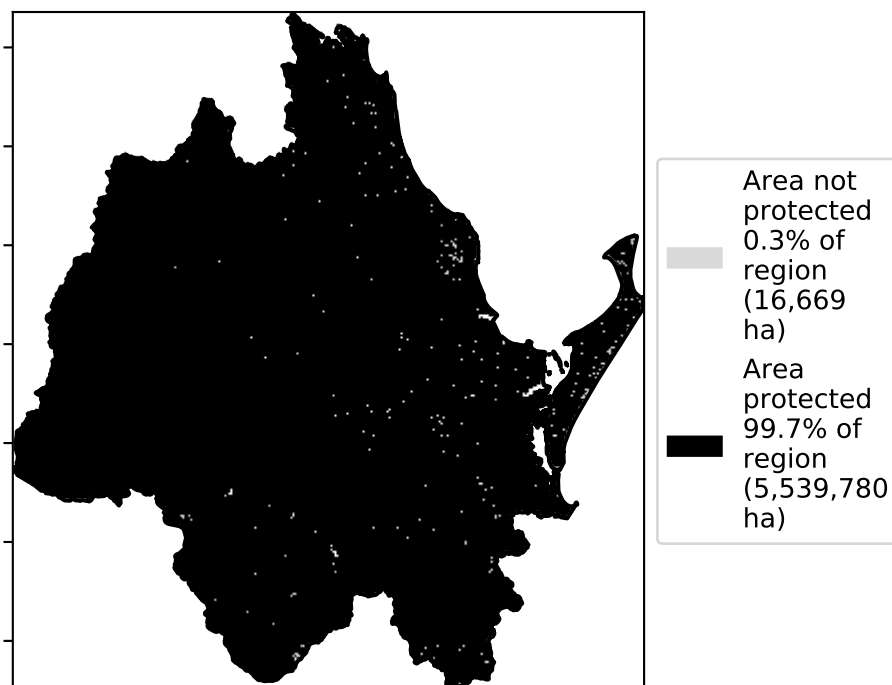 Area not
protected
0.3% of
region
(16,669
ha)
Area
protected
99.7% of
region
(5,539,780
ha)